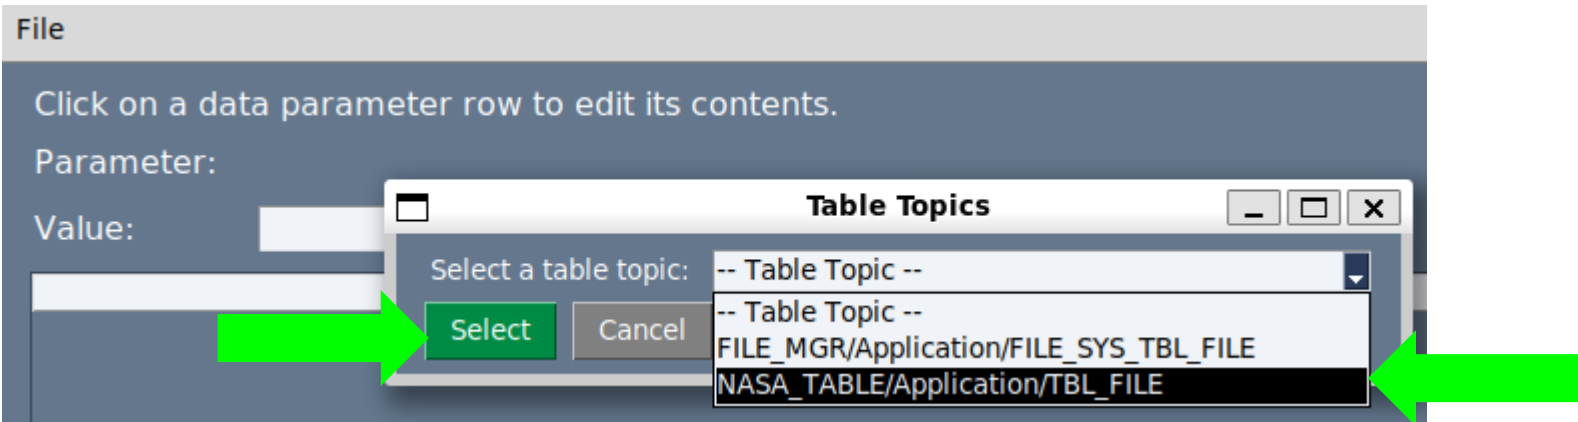 File
Click on a data parameter row to edit its contents.
Parameter:
Value:
Table Topics
Select a table topic:
-- Table Topic --
Select
Cancel
-- Table Topic --
FILE_MGR/Application/FILE_SYS_TBL_FILE
NASA_TABLE/Application/TBL_FILE